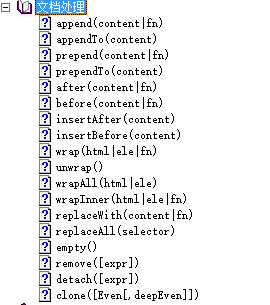 文档处理
append(content|fn)
appendTo(content)
prepend(content|fn)
prependTo(content)
after(content|fn)
before(content|fn)
insertAfter(content)
insertBefore(content)
wrap(html|ele|fn)
unwrap()
wrapAll(html|ele)
wrapInner(html|ele|fn)
replaceWith(content|fn)
replaceAll(selector)
empty()
remove([expr])
detach([expr])
clone([Even[,deepEven]])